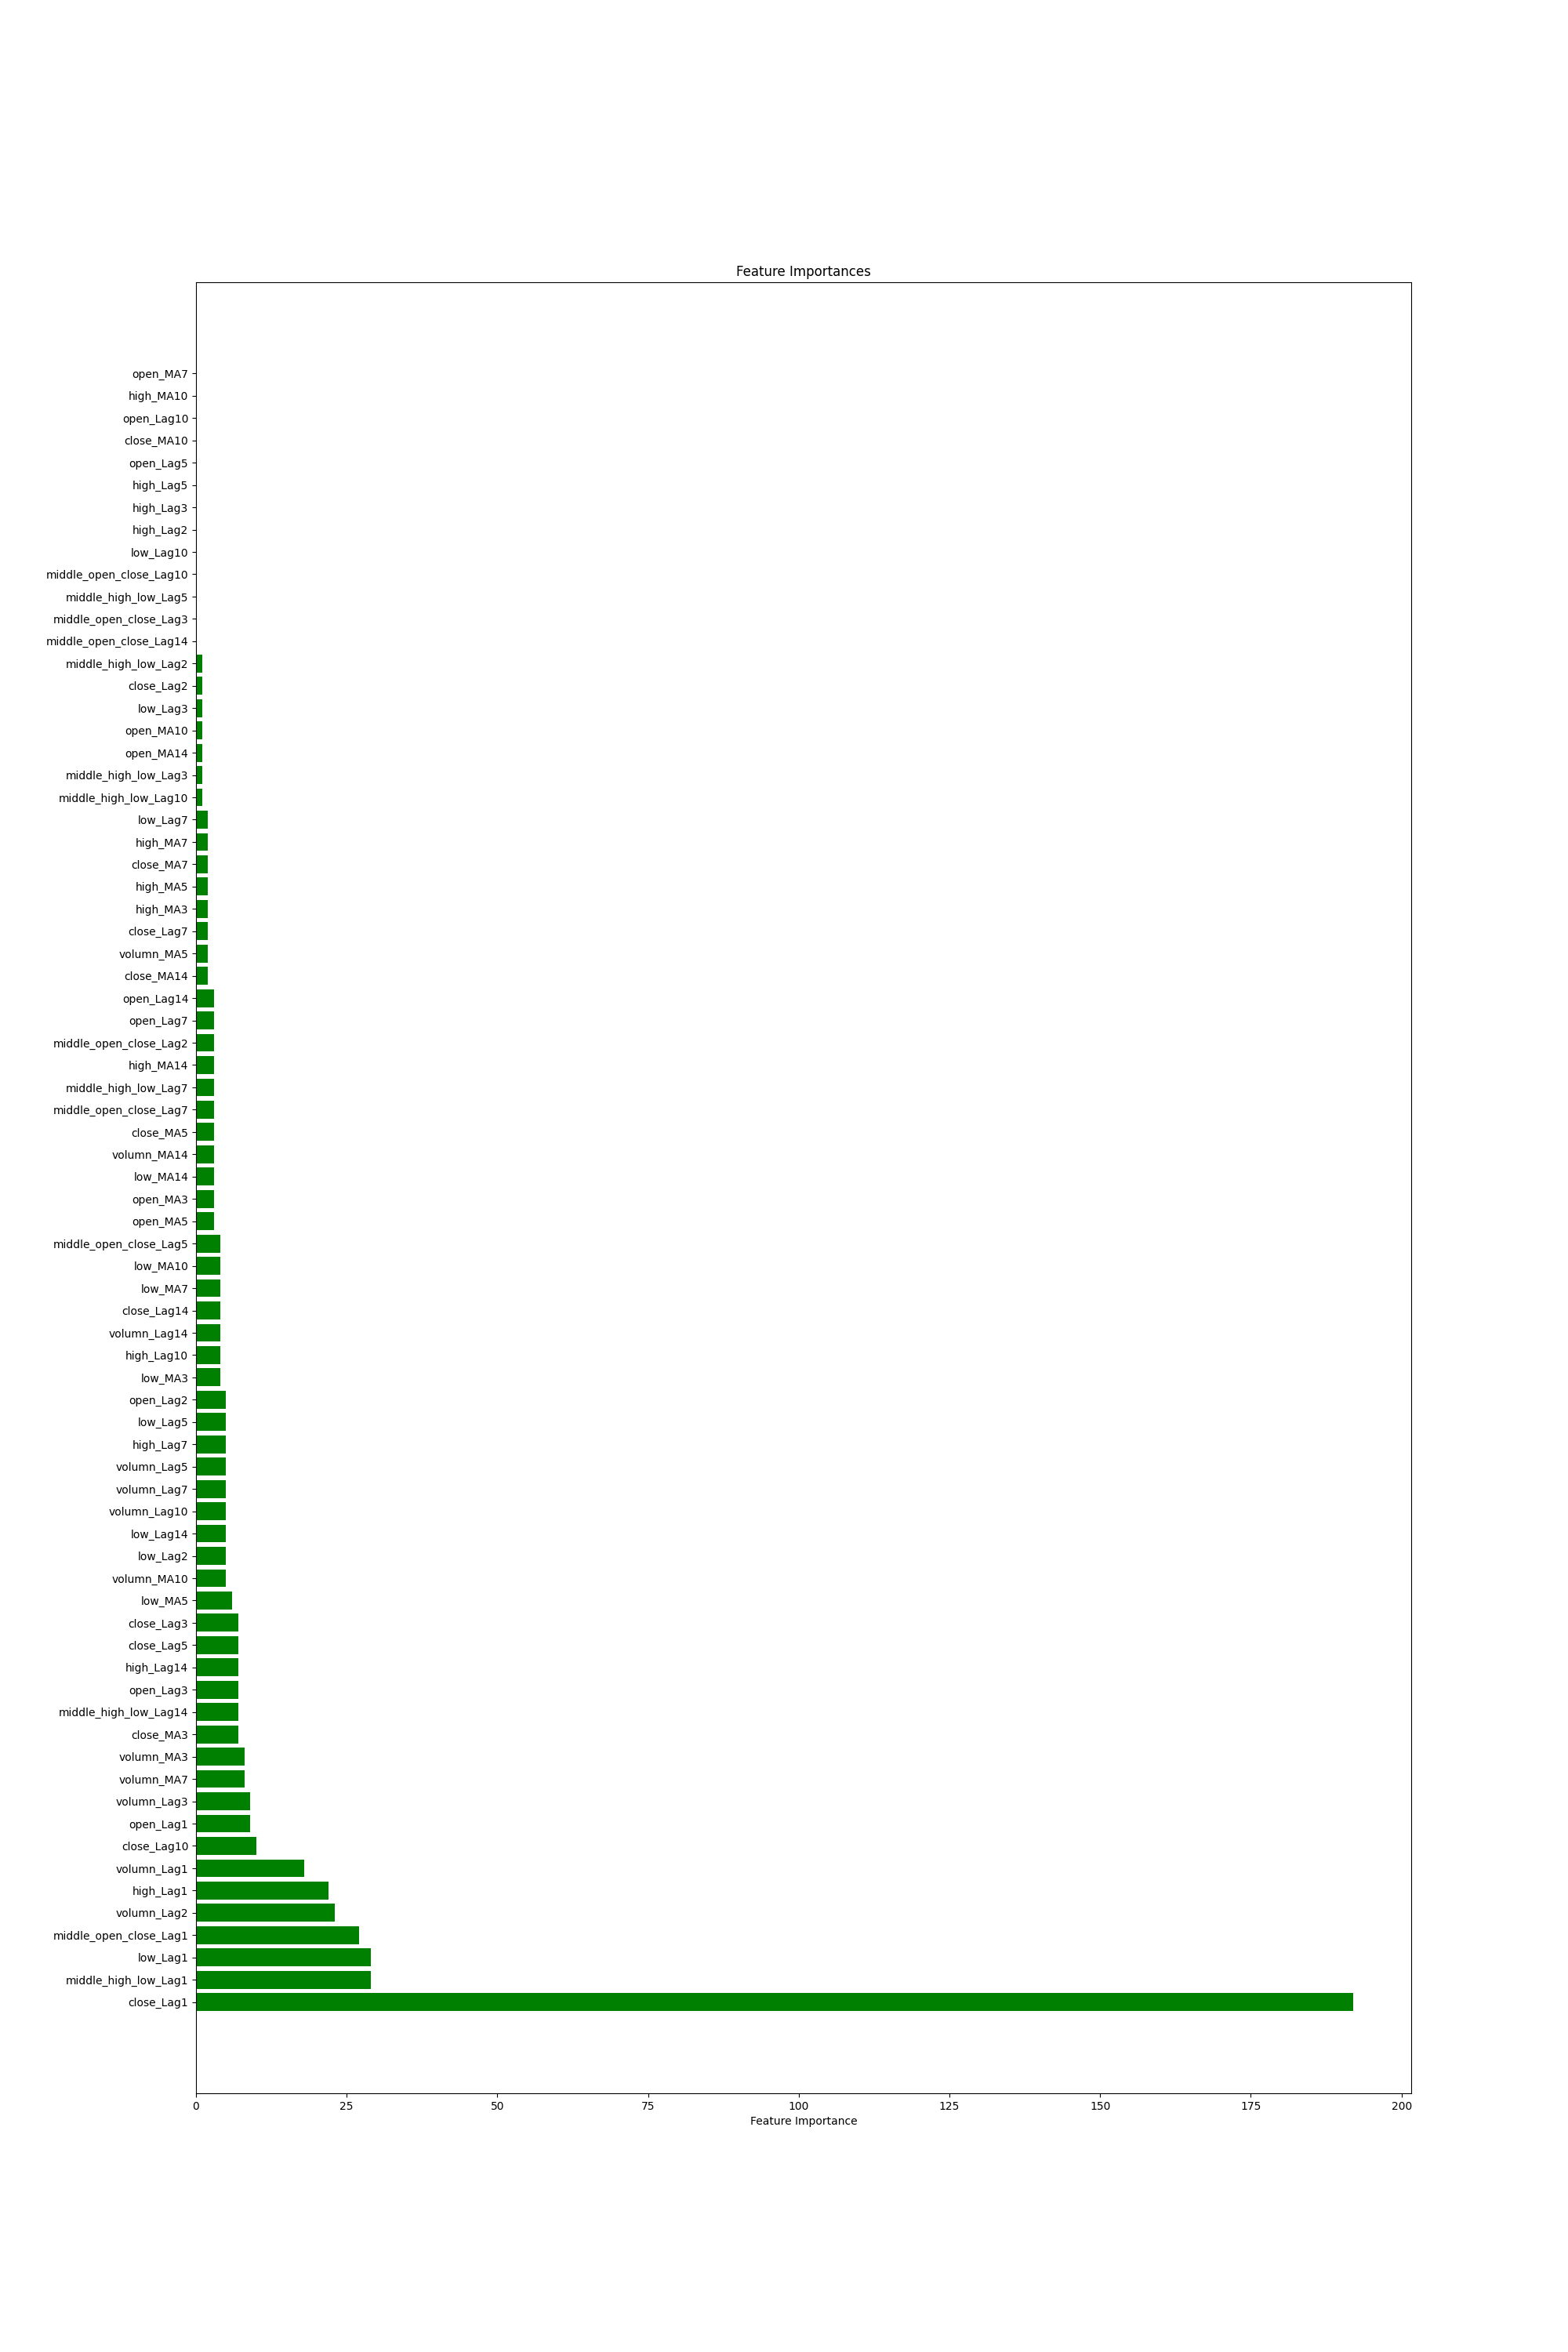 Feature Importances
open_MA7
high_MA10
open_Lag10
close_MA10
open_Lag5
high_Lag5
high_Lag3
high_Lag2
low_Lag10
middle_open_close_Lag10
middle_high_low_Lag5
middle_open_close_Lag3
middle_open_close_Lag14
middle_high_low_Lag2
close_Lag2
low_Lag3
open_MA10
open_MA14
middle_high_low_Lag3
middle_high_low_Lag10
low_Lag7
high_MA7
close_MA7
high_MA5
high_MA3
close_Lag7
volumn_MA5
close_MA14
open_Lag14
open_Lag7
middle_open_close_Lag2
high_MA14
middle_high_low_Lag7
middle_open_close_Lag7
close_MA5
volumn_MA14
low_MA14
open_MA3
open_MA5
middle_open_close_Lag5
low_MA10
low_MA7
close_Lag14
volumn_Lag14
high_Lag10
low_MA3
open_Lag2
low_Lag5
high_Lag7
volumn_Lag5
volumn_Lag7
volumn_Lag10
low_Lag14
low_Lag2
volumn_MA10
low_MA5
close_Lag3
close_Lag5
high_Lag14
open_Lag3
middle_high_low_Lag14
close_MA3
volumn_MA3
volumn_MA7
volumn_Lag3
open_Lag1
close_Lag10
volumn_Lag1
high_Lag1
volumn_Lag2
middle_open_close_Lag1
low_Lag1
middle_high_low_Lag1
close_Lag1
0 25 50 75 100 125 150 175 200
Feature Importance